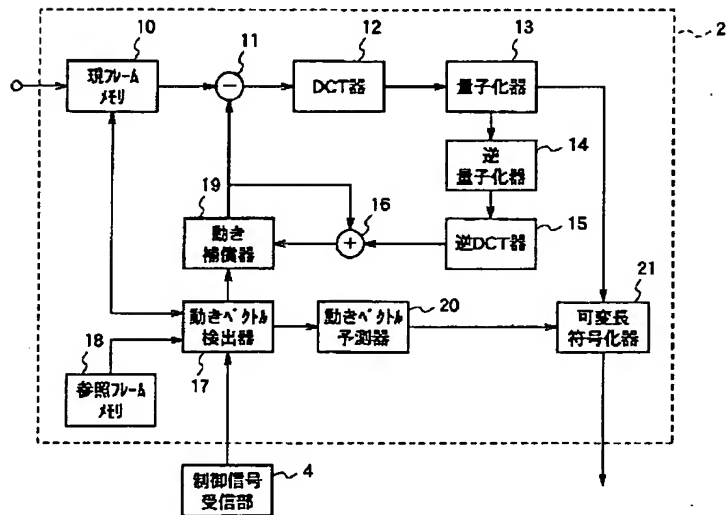 10
11
12
13
2
現フレーム
メモリ
−
DCT器
量子化器
14
逆
量子化器
19
16
動き
補償器
+
逆DCT器
15
21
動きベクトル
検出器
17
動きベクトル
予測器
20
可変長
符号化器
18
参照フレーム
メモリ
制御信号
受信部
4